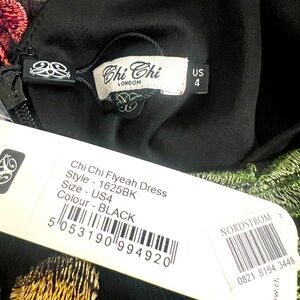 Chi Chi
LONDON
US
4
Chi Chi Flyeah Dress
Style - 1625BK
Size - US4
Colour - BLACK
5 053190 994920
NORDSTROM
0821 8194 3448